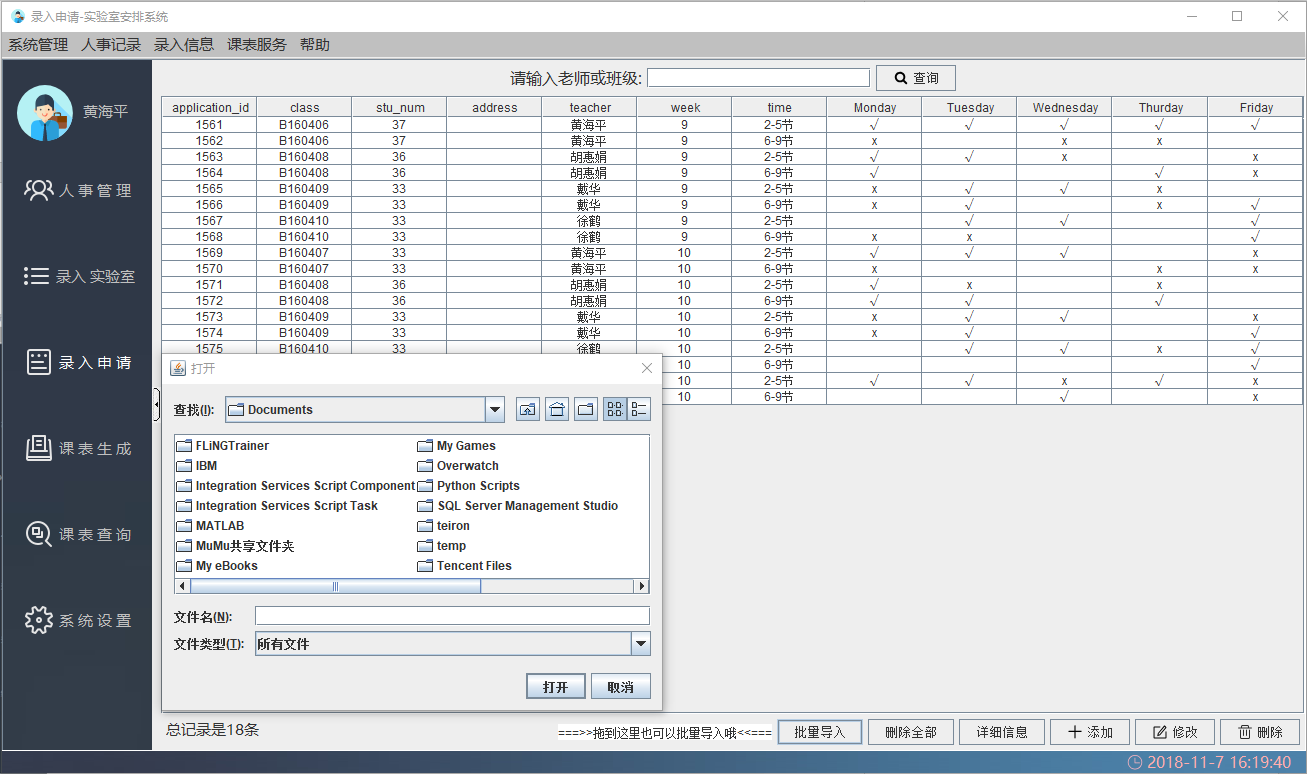 录入申请-实验室安排系统
系统管理 人事记录 录入信息 课表服务 帮助
黄海平
人事管理
录入 实验室
录入申请
课表生成
课表查询
系统设置
请输入老师或班级: 查询
application_id class stu_num address teacher week time Monday Tuesday Wednesday Thurday Friday
1561 B160406 37 黄海平 9 2-5节 √ √ √ √ √
1562 B160406 37 黄海平 9 6-9节 x x x
1563 B160408 36 胡惠娟 9 2-5节 √ √ x x
1564 B160408 36 胡惠娟 9 6-9节 √ √ x
1565 B160409 33 戴华 9 2-5节 x √ √ x
1566 B160409 33 戴华 9 6-9节 x √ x √
1567 B160410 33 徐鹤 9 2-5节 √ √ √
1568 B160410 33 徐鹤 9 6-9节 x x √
1569 B160407 33 黄海平 10 2-5节 √ √ √ x
1570 B160407 33 黄海平 10 6-9节 x x x
1571 B160408 36 胡惠娟 10 2-5节 √ x x
1572 B160408 36 胡惠娟 10 6-9节 √ √ √
1573 B160409 33 戴华 10 2-5节 x √ √ x
1574 B160409 33 戴华 10 6-9节 x √ √
1575 B160410 33 徐鹤 10 2-5节 √ √ x √
10 6-9节 √
10 2-5节 √ √ x √ x
10 6-9节 √ x
打开
查找(I): Documents
FLiNGTrainer
IBM
Integration Services Script Component
Integration Services Script Task
MATLAB
MuMu共享文件夹
My eBooks
My Games
Overwatch
Python Scripts
SQL Server Management Studio
teiron
temp
Tencent Files
文件名(N):
文件类型(T): 所有文件
打开 取消
总记录是18条
===>>拖到这里也可以批量导入哦<<===
批量导入 删除全部 详细信息 添加 修改 删除
2018-11-7 16:19:40